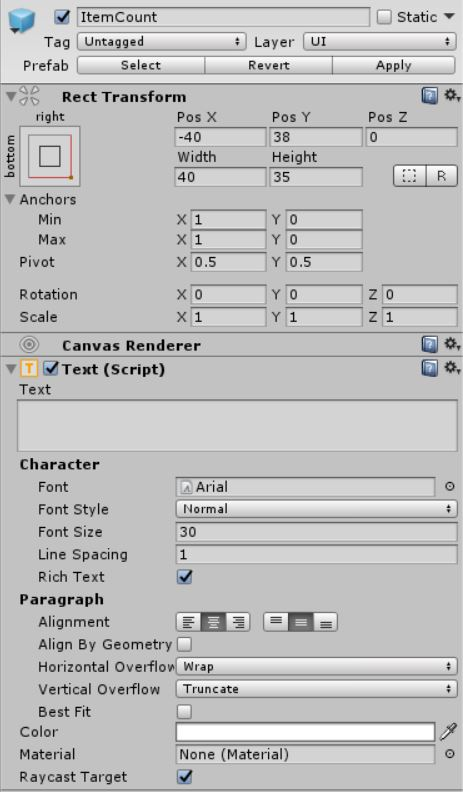 ItemCount Static
Tag Untagged Layer UI
Prefab Select Revert Apply
Rect Transform
right Pos X Pos Y Pos Z
bottom
-40 38 0
Width Height
40 35
R
Anchors
Min X 1 Y 0
Max X 1 Y 0
Pivot X 0.5 Y 0.5
Rotation X 0 Y 0 Z 0
Scale X 1 Y 1 Z 1
Canvas Renderer
T Text (Script)
Text
Character
Font Arial
Font Style Normal
Font Size 30
Line Spacing 1
Rich Text
Paragraph
Alignment
Align By Geometry
Horizontal Overflow Wrap
Vertical Overflow Truncate
Best Fit
Color
Material None (Material)
Raycast Target